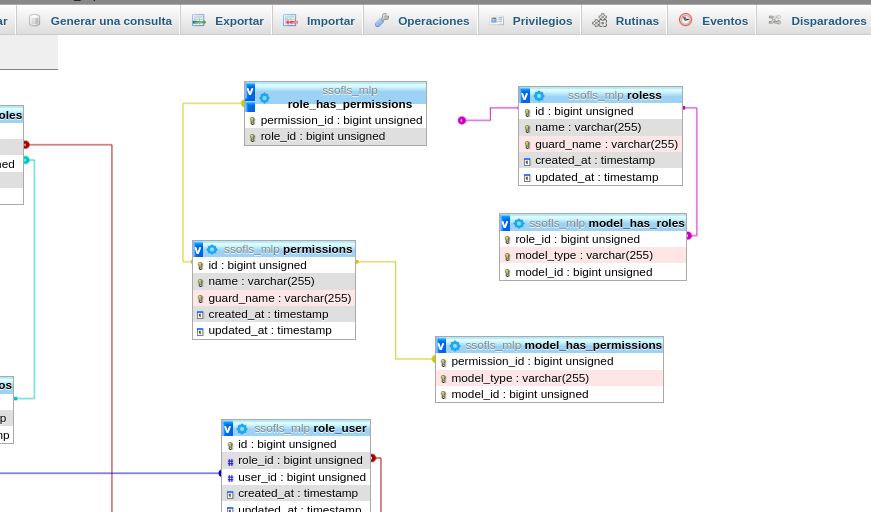 ar Generar una consulta Exportar Importar Operaciones Privilegios Rutinas Eventos Disparadores
v ssofls_mlp role_has_permissions
permission_id : bigint unsigned
role_id : bigint unsigned
v ssofls_mlp roless
id : bigint unsigned
name : varchar(255)
guard_name : varchar(255)
created_at : timestamp
updated_at : timestamp
oles
ned
v ssofls_mlp model_has_roles
role_id : bigint unsigned
model_type : varchar(255)
model_id : bigint unsigned
v ssofls_mlp permissions
id : bigint unsigned
name : varchar(255)
guard_name : varchar(255)
created_at : timestamp
updated_at : timestamp
v ssofls_mlp model_has_permissions
permission_id : bigint unsigned
model_type : varchar(255)
model_id : bigint unsigned
os
p
mp
v ssofls_mlp role_user
id : bigint unsigned
# role_id : bigint unsigned
# user_id : bigint unsigned
created_at : timestamp
updated_at : timestamp